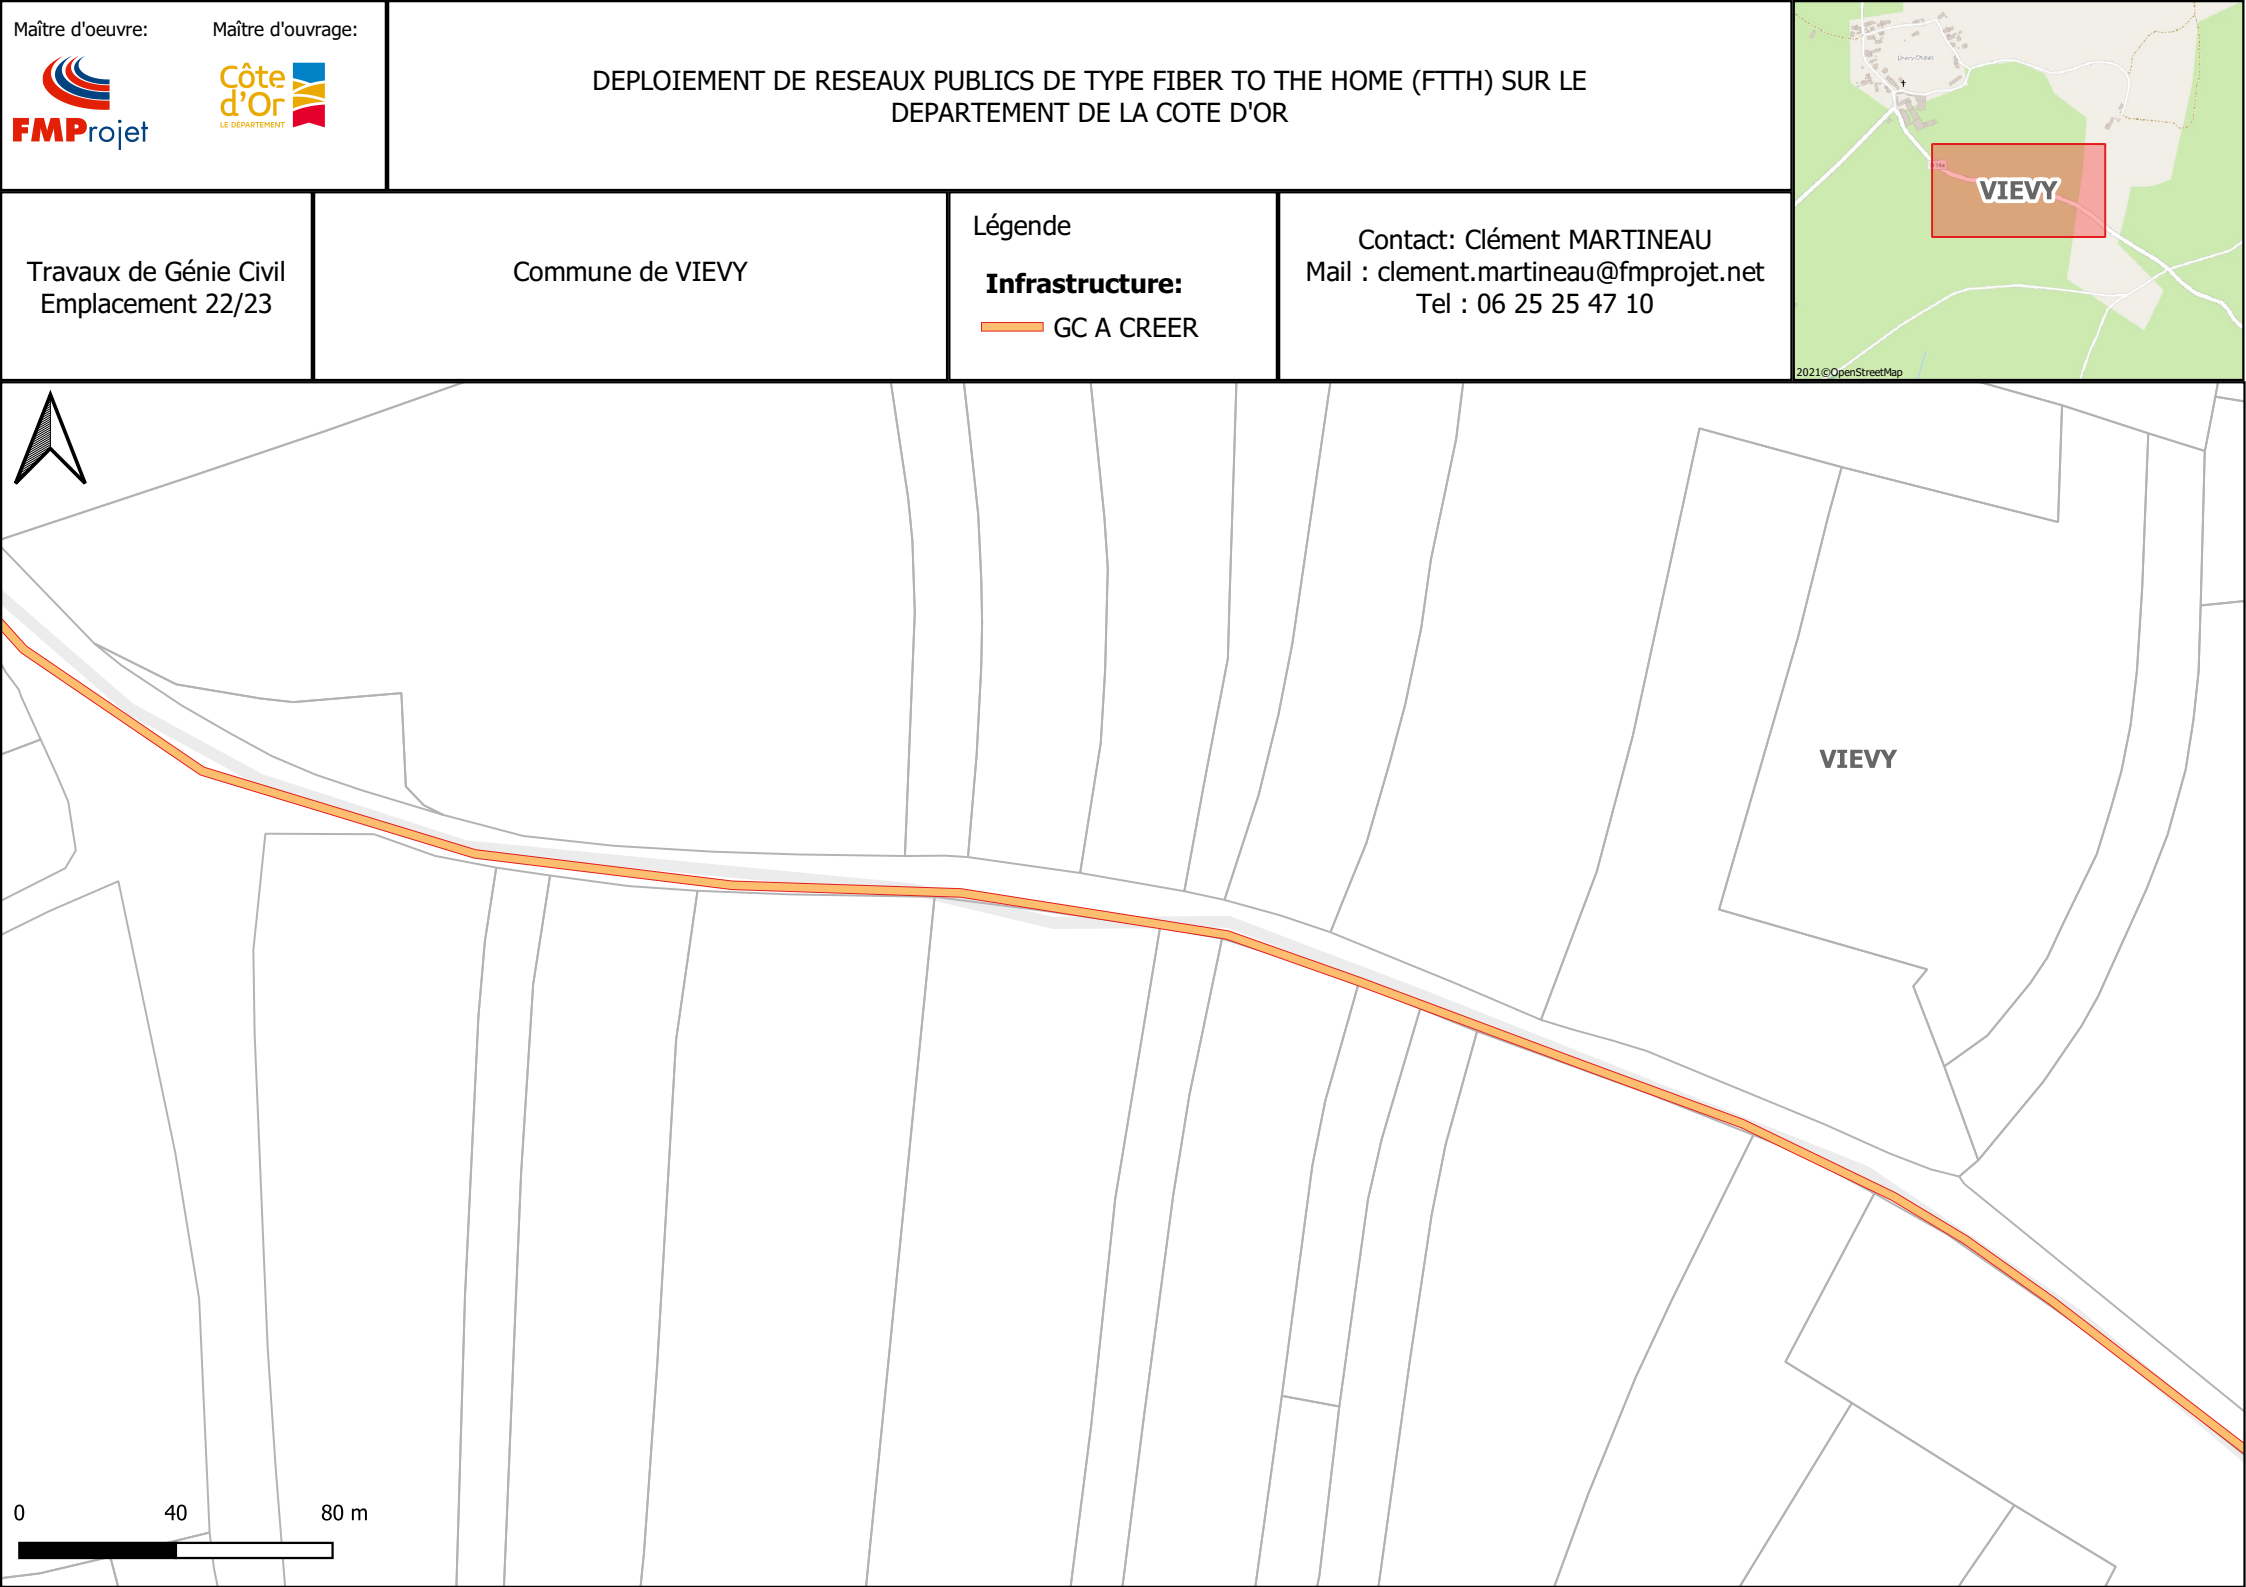 Maître d'oeuvre:
Maître d'ouvrage:
FMProjet
Côte
d'Or
LE DÉPARTEMENT
DEPLOIEMENT DE RESEAUX PUBLICS DE TYPE FIBER TO THE HOME (FTTH) SUR LE
DEPARTEMENT DE LA COTE D'OR
Travaux de Génie Civil
Emplacement 22/23
Commune de VIEVY
Légende
Infrastructure:
GC A CREER
Contact: Clément MARTINEAU
Mail : clement.martineau@fmprojet.net
Tel : 06 25 25 47 10
VIEVY
2021©OpenStreetMap
VIEVY
0 40 80 m